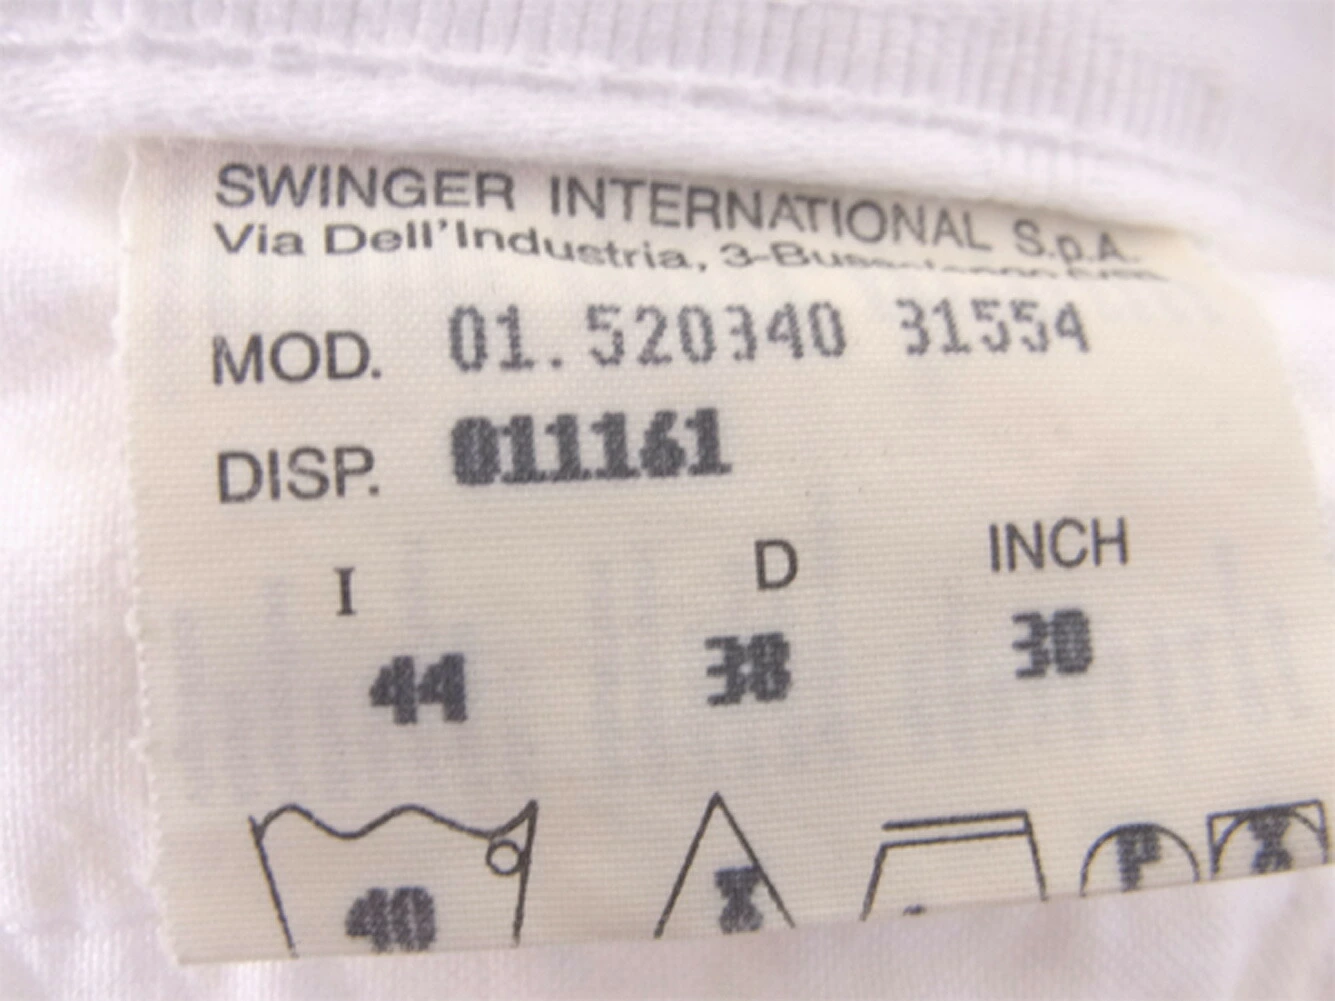 SWINGER INTERNATIONAL S.p.A.
Via Dell'Industria, 3-
MOD. 01.520340 31554
DISP. 011161
I D INCH
44 38 30
40 X P X